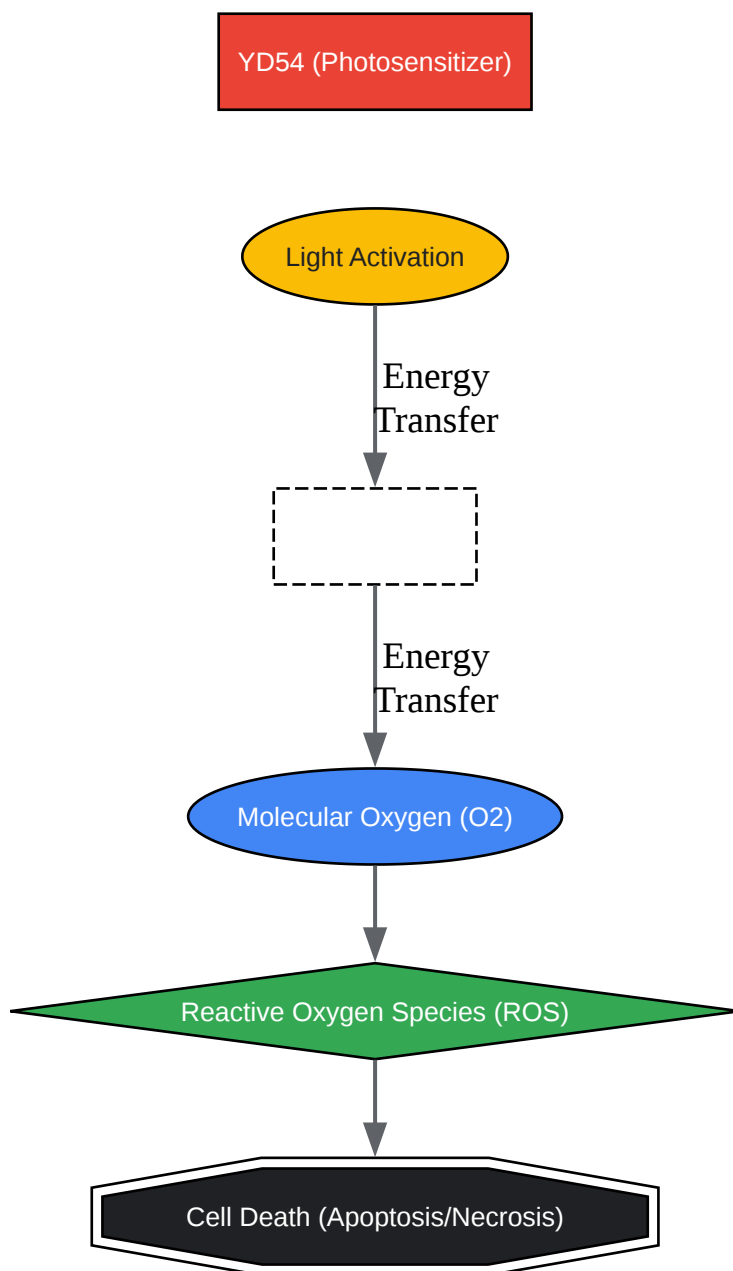 YD54 (Photosensitizer)
Light Activation
Energy
Transfer
Energy
Transfer
Molecular Oxygen (O2)
Reactive Oxygen Species (ROS)
Cell Death (Apoptosis/Necrosis)